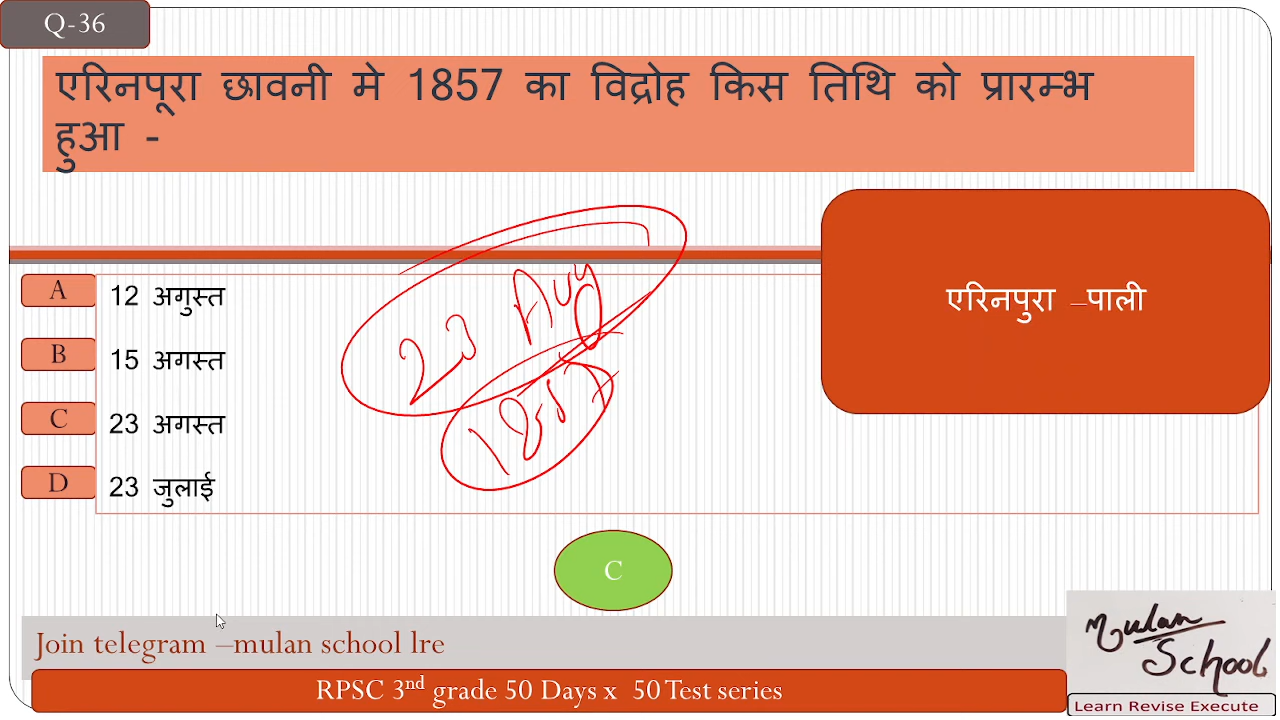 Q-36
एरिनपूरा छावनी मे 1857 का विद्रोह किस तिथि को प्रारम्भ
हुआ -
एरिनपुरा –पाली
A 12 अगुस्त
B 15 अगस्त
C 23 अगस्त
D 23 जुलाई
23 Aug
1857
C
Join telegram –mulan school lre
RPSC 3nd grade 50 Days x 50 Test series
Mulan
School
Learn Revise Execute